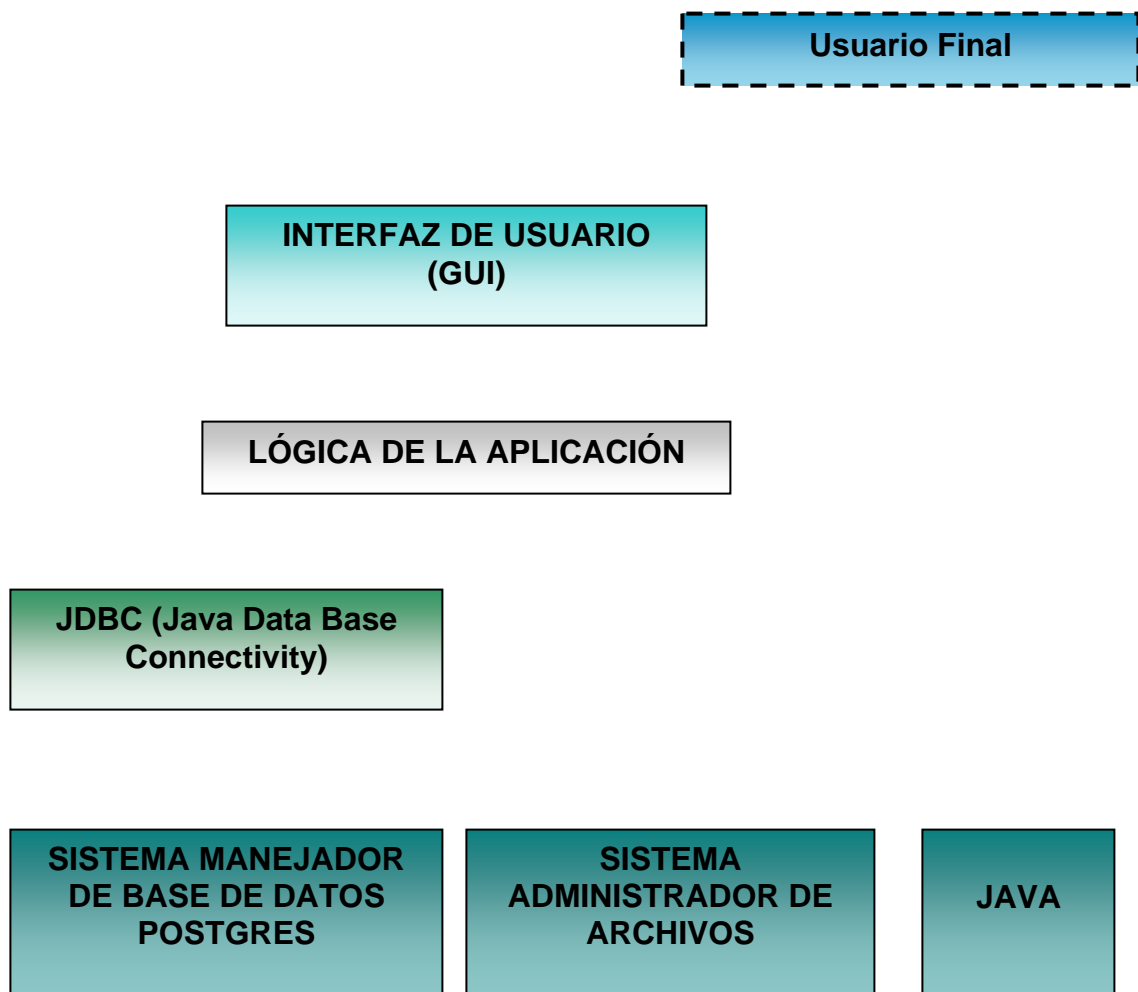 Usuario Final
INTERFAZ DE USUARIO
(GUI)
LÓGICA DE LA APLICACIÓN
JDBC (Java Data Base
Connectivity)
SISTEMA MANEJADOR
DE BASE DE DATOS
POSTGRES
SISTEMA
ADMINISTRADOR DE
ARCHIVOS
JAVA